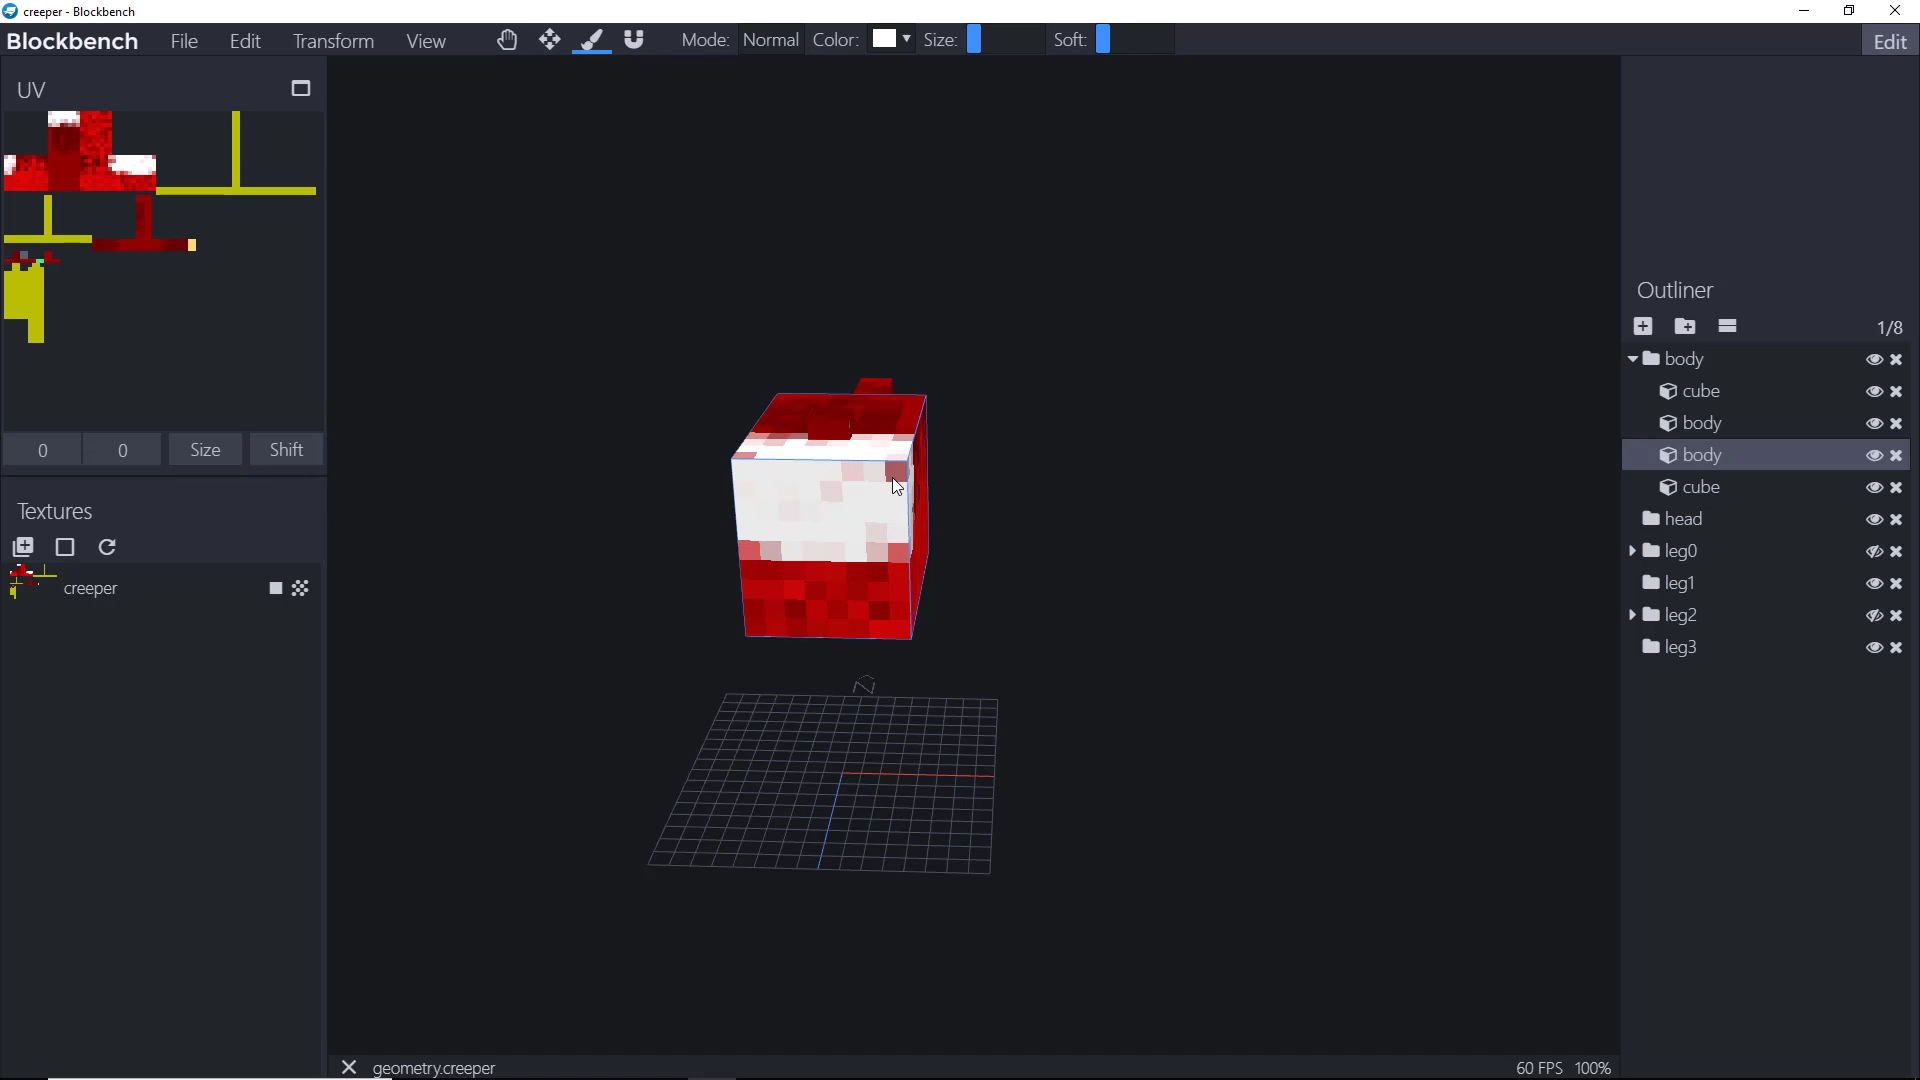 creeper - Blockbench
Blockbench File Edit Transform View Mode: Normal Color: Size: Soft: Edit
UV
0 0 Size Shift
Textures
creeper
Outliner
1/8
body
cube
body
body
cube
head
leg0
leg1
leg2
leg3
N
geometry.creeper 60 FPS 100%